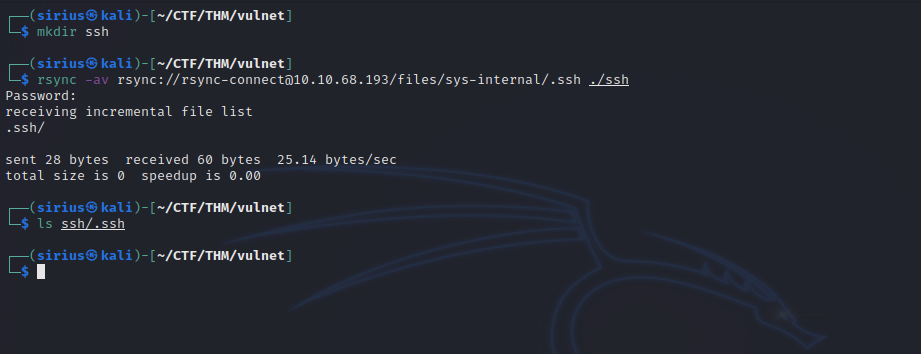 ┌──(sirius㉿kali)-[~/CTF/THM/vulnet]
└─$ mkdir ssh
┌──(sirius㉿kali)-[~/CTF/THM/vulnet]
└─$ rsync -av rsync://rsync-connect@10.10.68.193/files/sys-internal/.ssh ./ssh
Password:
receiving incremental file list
.ssh/
sent 28 bytes  received 60 bytes  25.14 bytes/sec
total size is 0  speedup is 0.00
┌──(sirius㉿kali)-[~/CTF/THM/vulnet]
└─$ ls ssh/.ssh
┌──(sirius㉿kali)-[~/CTF/THM/vulnet]
└─$